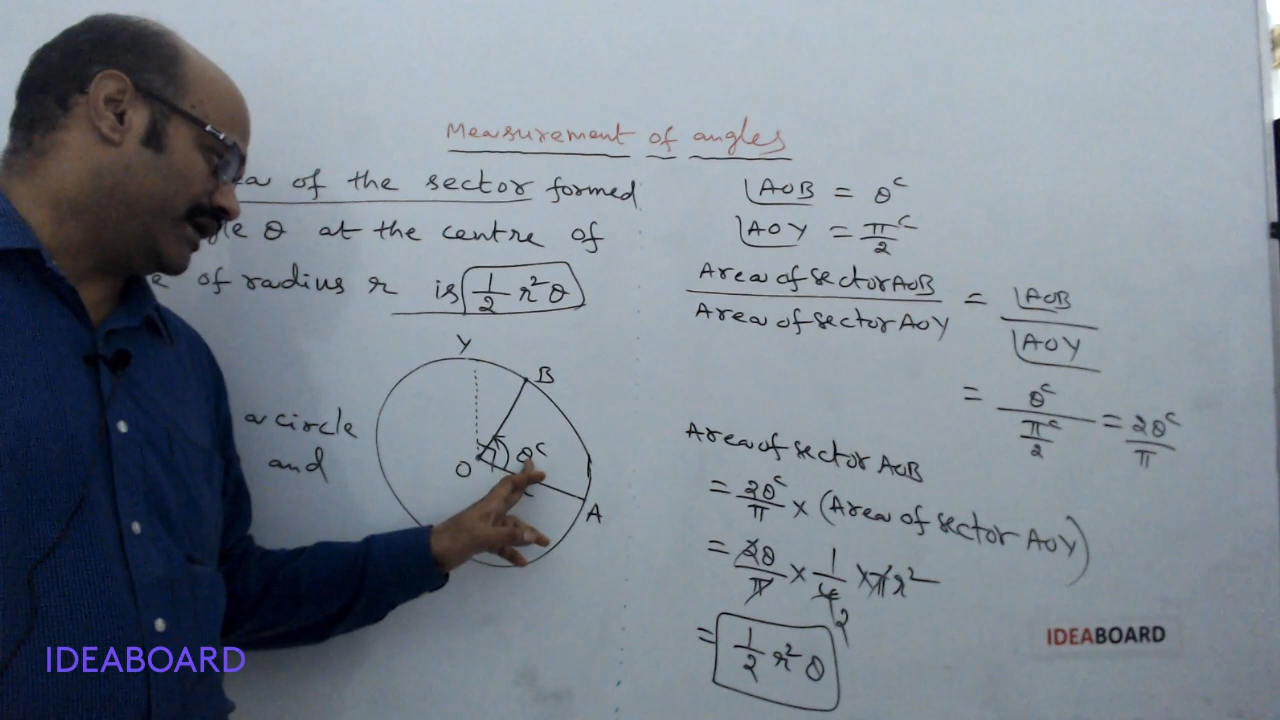 Measurement of angles
ea of the sector formed
gle θ at the centre of
e of radius r is 1/2 r²θ
a circle
and
Y
B
O
θᶜ
A
∠AOB = θᶜ
∠AOY = πᶜ/2
Area of sector AOB / Area of sector AOY = ∠AOB / ∠AOY
= θᶜ / (πᶜ/2) = 2θᶜ/π
Area of sector AOB
= 2θᶜ/π × (Area of sector AOY)
= 2θ/π × 1/4 × πr²
2
= 1/2 r²θ
IDEABOARD
IDEABOARD